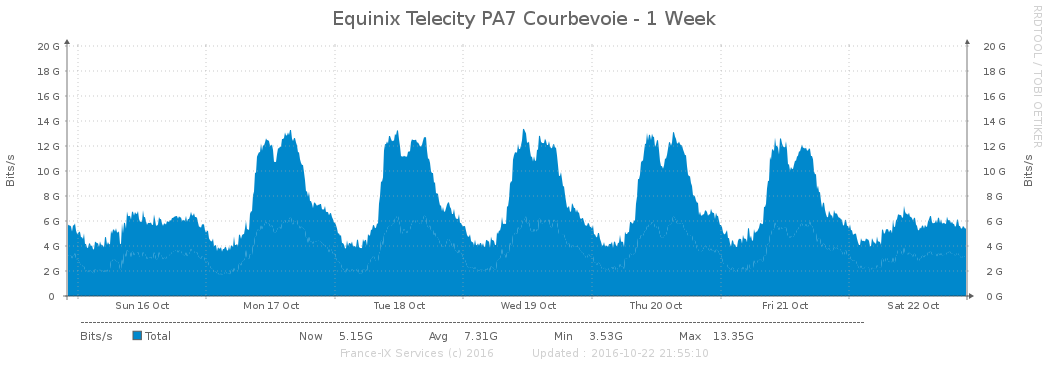 Equinix Telecity PA7 Courbevoie - 1 Week
RRDTOOL / TOBI OETIKER
20 G 20 G
18 G 18 G
16 G 16 G
14 G 14 G
12 G 12 G
10 G 10 G
8 G 8 G
6 G 6 G
4 G 4 G
2 G 2 G
0 0 G
Bits/s Bits/s
Sun 16 Oct Mon 17 Oct Tue 18 Oct Wed 19 Oct Thu 20 Oct Fri 21 Oct Sat 22 Oct
Bits/s Total Now 5.15G Avg 7.31G Min 3.53G Max 13.35G
France-IX Services (c) 2016 Updated : 2016-10-22 21:55:10